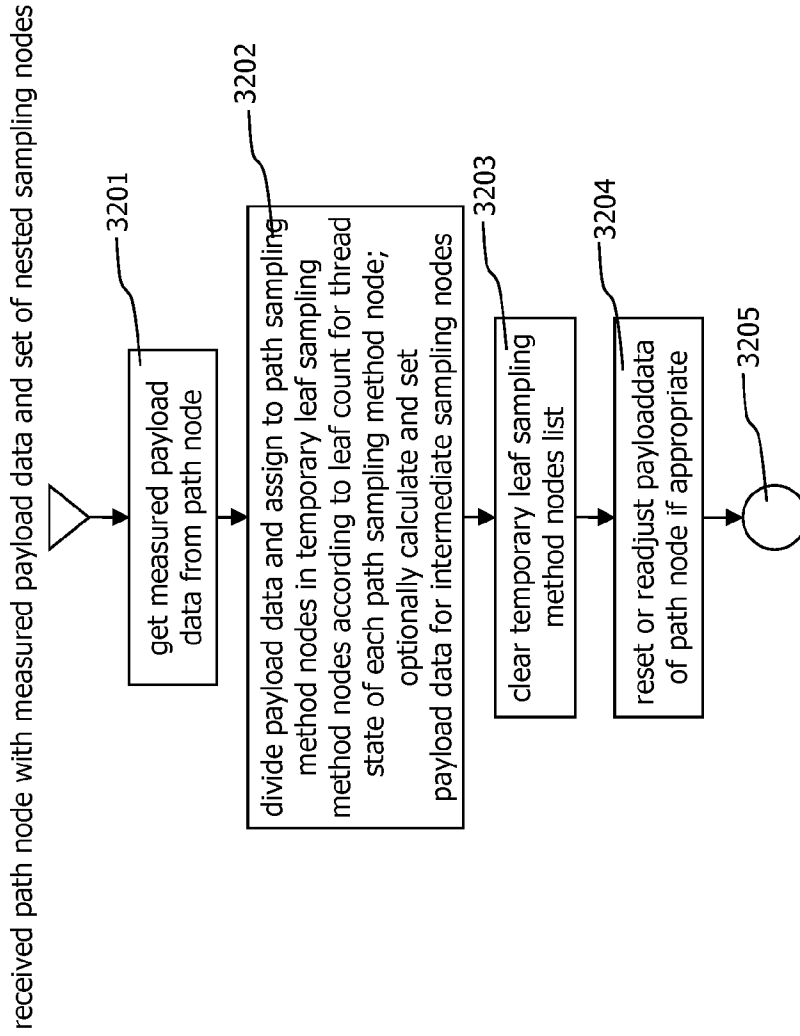 received path node with measured payload data and set of nested sampling nodes
3201
get measured payload
data from path node
3202
divide payload data and assign to path sampling
method nodes in temporary leaf sampling
method nodes according to leaf count for thread
state of each path sampling method node;
optionally calculate and set
payload data for intermediate sampling nodes
3203
clear temporary leaf sampling
method nodes list
3204
reset or readjust payloaddata
of path node if appropriate
3205